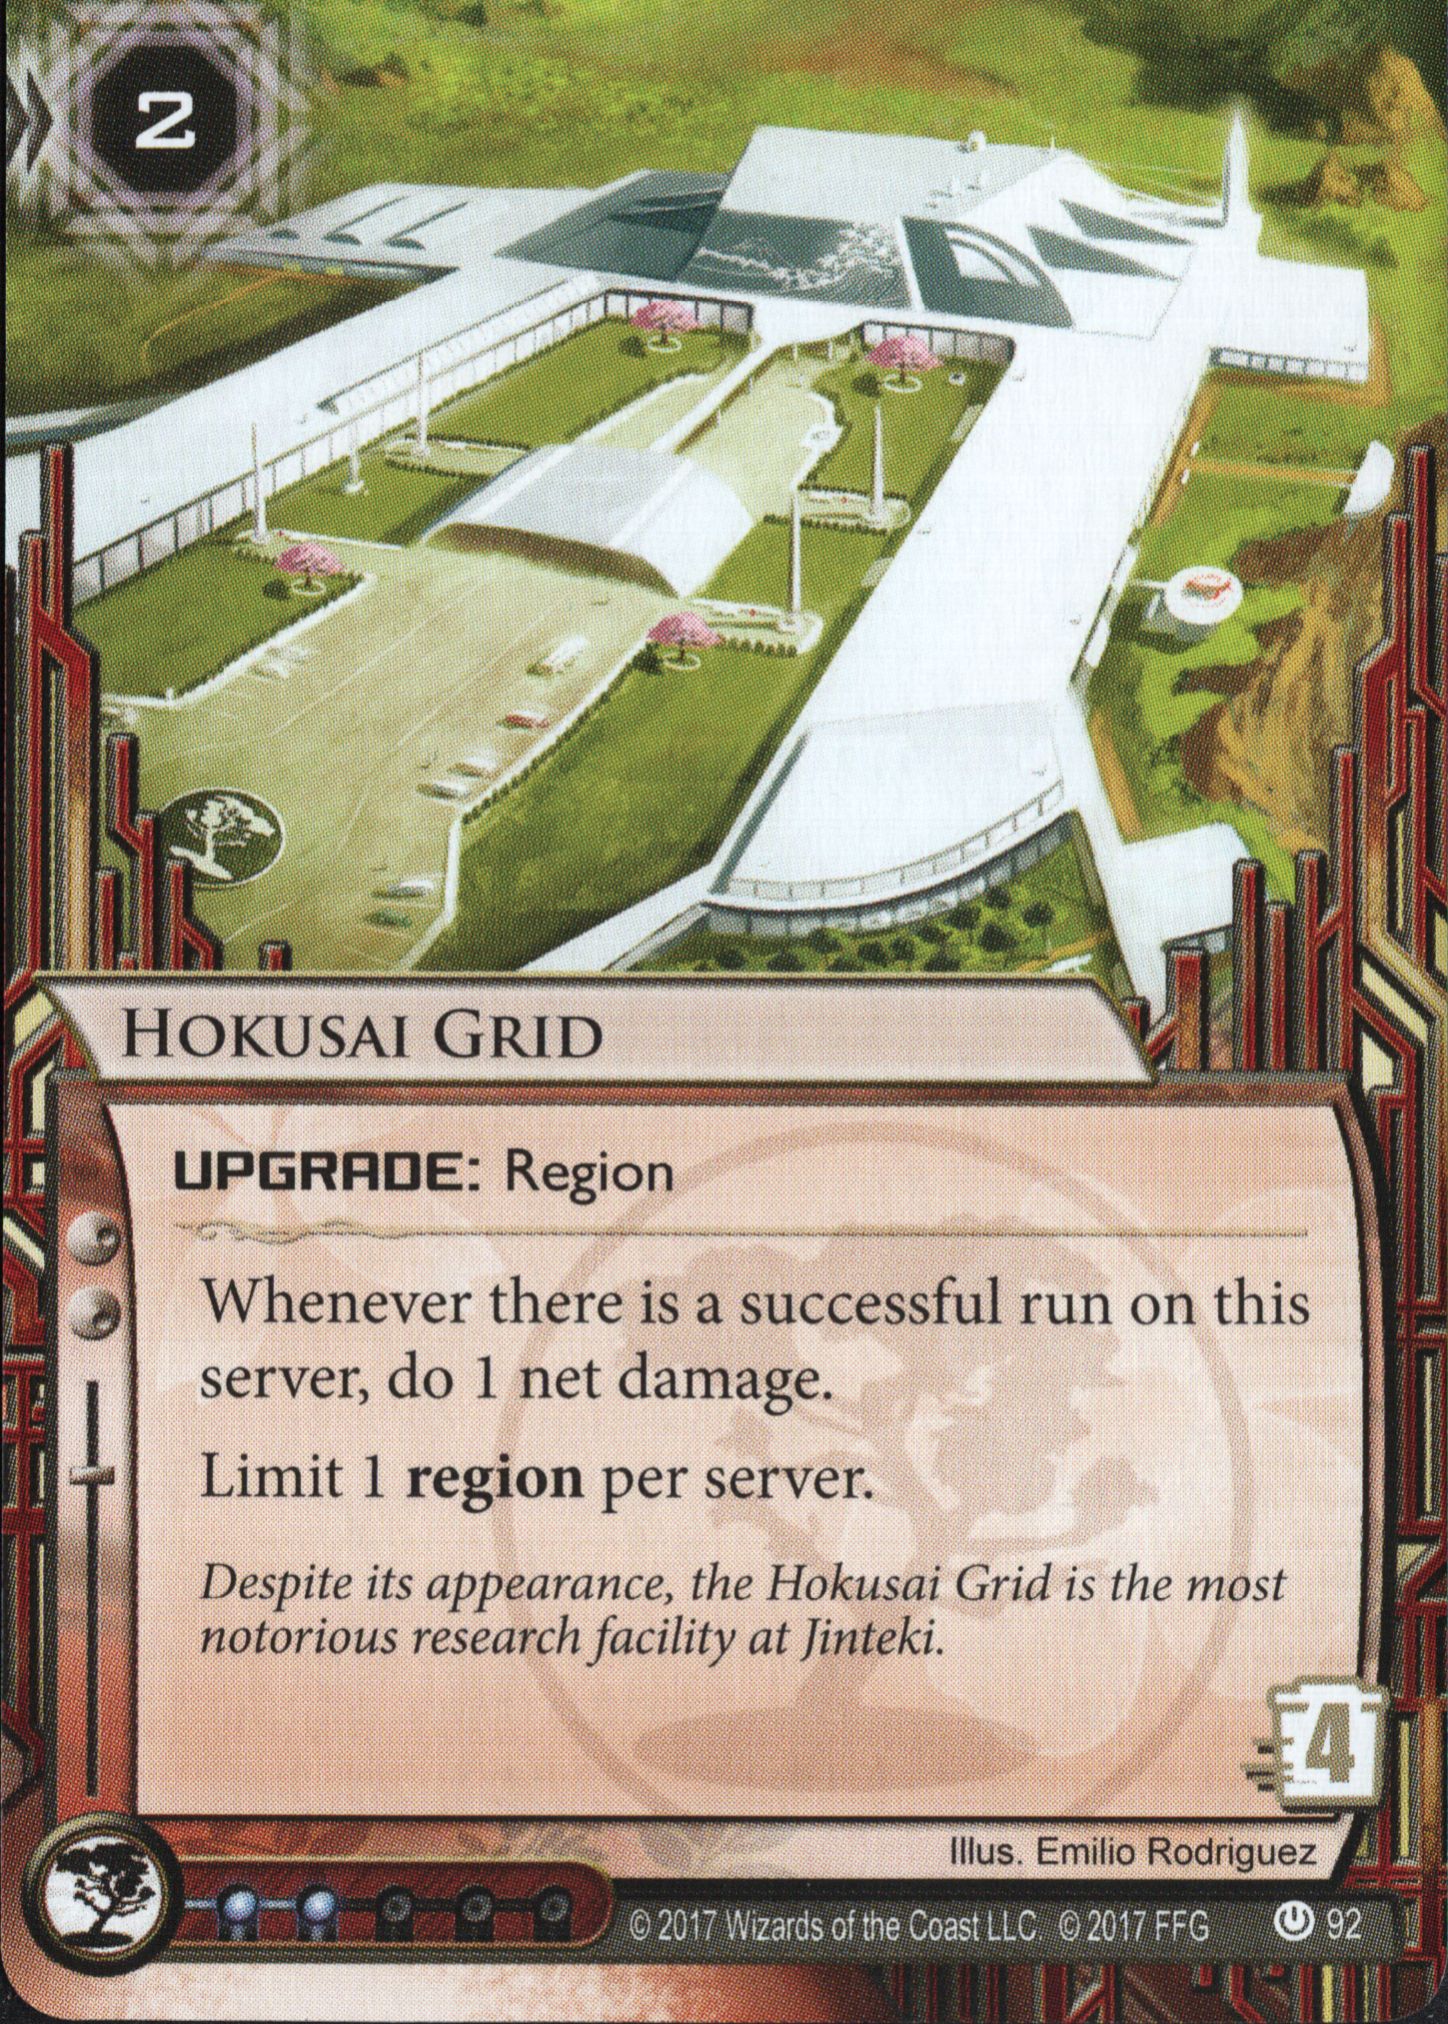 2
HOKUSAI GRID
UPGRADE: Region
Whenever there is a successful run on this
server, do 1 net damage.
Limit 1 region per server.
Despite its appearance, the Hokusai Grid is the most
notorious research facility at Jinteki.
4
Illus. Emilio Rodriguez
© 2017 Wizards of the Coast LLC. © 2017 FFG 92